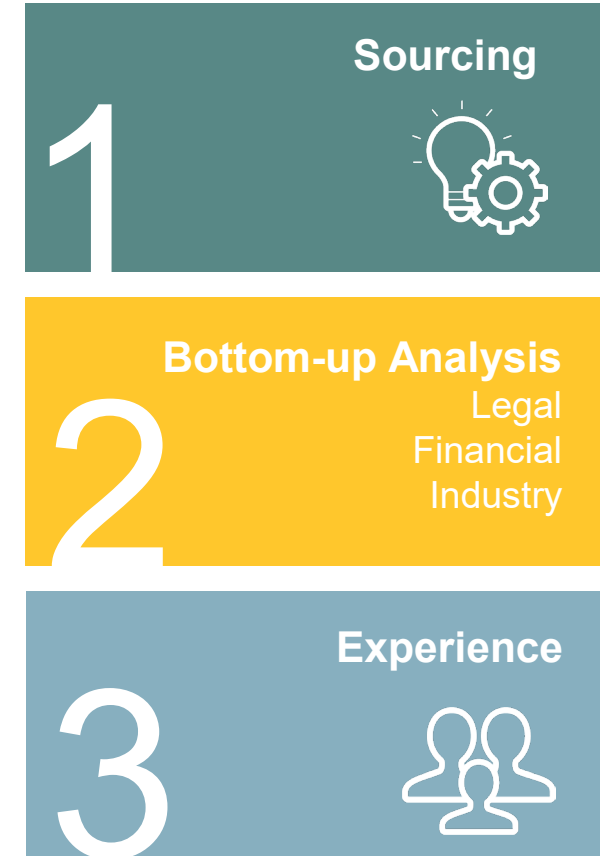 Sourcing
1
Bottom-up Analysis
Legal
Financial
Industry
2
Experience
3